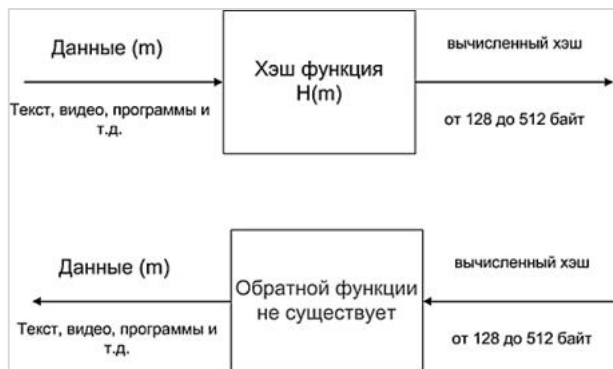 Данные (m)
Текст, видео, программы и
т.д.
Хэш функция
H(m)
вычисленный хэш
от 128 до 512 байт
Данные (m)
Текст, видео, программы и
т.д.
Обратной функции
не существует
вычисленный хэш
от 128 до 512 байт